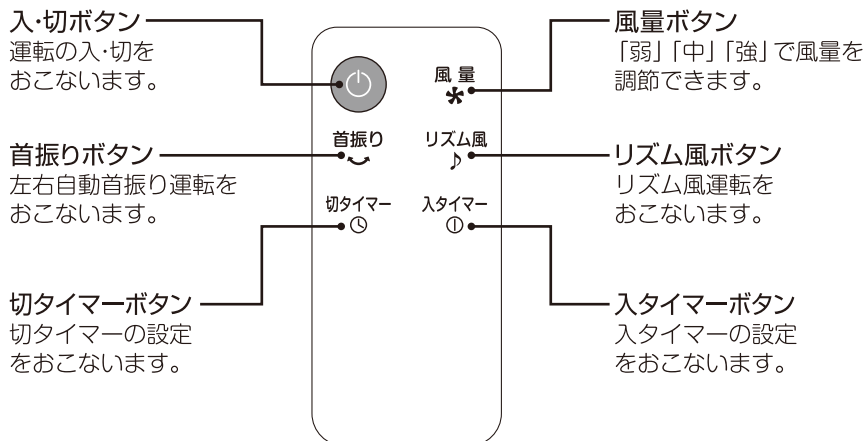 入・切ボタン
運転の入・切を
おこないます。
首振りボタン
左右自動首振り運転を
おこないます。
切タイマーボタン
切タイマーの設定
をおこないます。
風量
首振り
リズム風
切タイマー
入タイマー
風量ボタン
「弱」「中」「強」で風量を
調節できます。
リズム風ボタン
リズム風運転を
おこないます。
入タイマーボタン
入タイマーの設定
をおこないます。